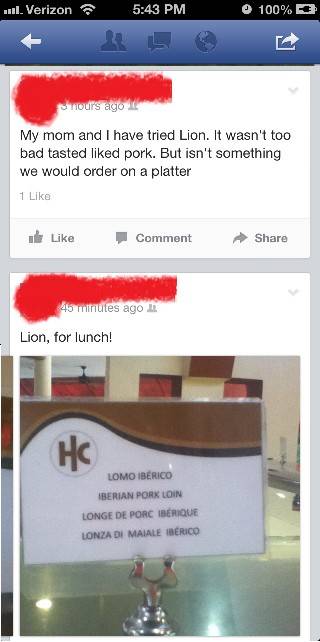 Verizon 5:43 PM 100%
3 hours ago
My mom and I have tried Lion. It wasn't too
bad tasted liked pork. But isn't something
we would order on a platter
1 Like
Like Comment Share
45 minutes ago
Lion, for lunch!
HC
LOMO IBÉRICO
IBERIAN PORK LOIN
LONGE DE PORC IBÉRIQUE
LONZA DI MAIALE IBÉRICO